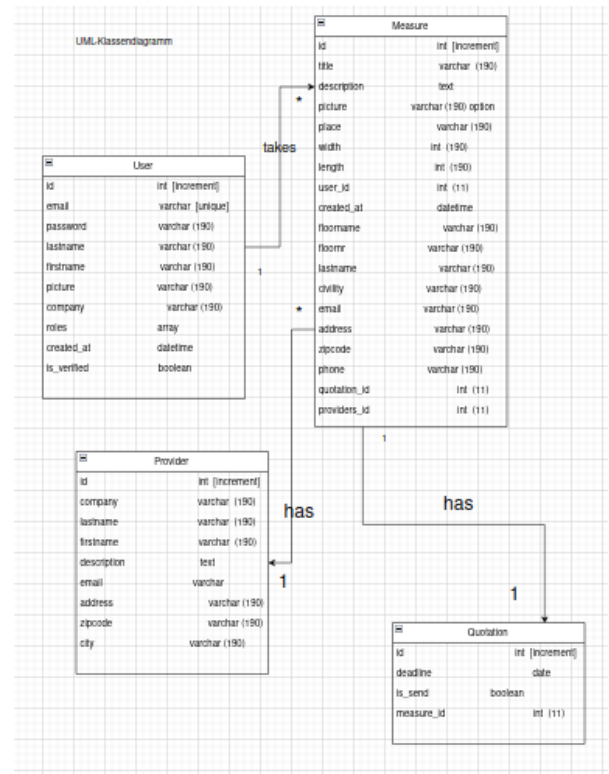 UML-Klassendiagramm
Measure
id int [increment]
title varchar (190)
description text
picture varchar (190) option
place varchar (190)
width int (190)
length int (190)
user_id int (11)
created_at datetime
floorname varchar (190)
floornr varchar (190)
lastname varchar (190)
civility varchar (190)
email varchar (190)
address varchar (190)
zipcode varchar (190)
phone varchar (190)
quotation_id int (11)
providers_id int (11)
*
takes
1
User
id int [increment]
email varchar [unique]
password varchar (190)
lastname varchar (190)
firstname varchar (190)
picture varchar (190)
company varchar (190)
roles array
created_at datetime
is_verified boolean
*
has
1
Provider
id int [increment]
company varchar (190)
lastname varchar (190)
firstname varchar (190)
description text
email varchar
address varchar (190)
zipcode varchar (190)
city varchar (190)
1
has
1
Quotation
id int [increment]
deadline date
is_send boolean
measure_id int (11)